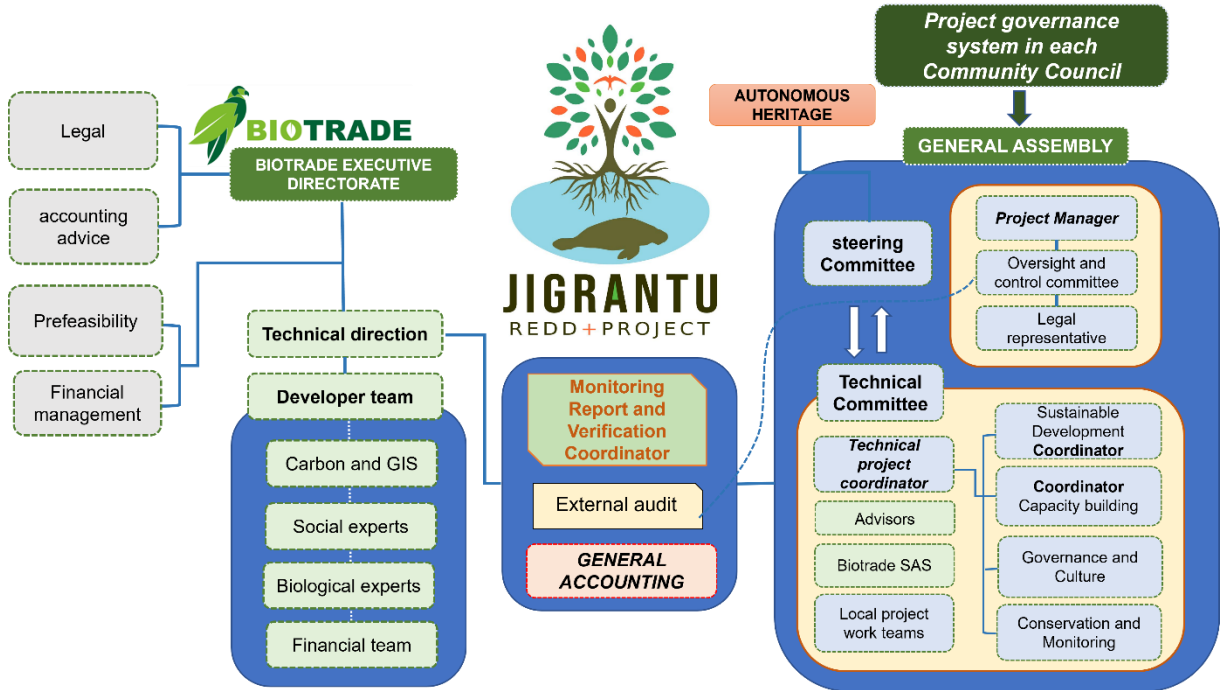 Legal
accounting
advice
Prefeasibility
Financial
management
BIOTRADE
BIOTRADE EXECUTIVE
DIRECTORATE
Technical direction
Developer team
Carbon and GIS
Social experts
Biological experts
Financial team
JIGRANTU
REDD+PROJECT
Monitoring
Report and
Verification
Coordinator
External audit
GENERAL
ACCOUNTING
AUTONOMOUS
HERITAGE
Project governance
system in each
Community Council
GENERAL ASSEMBLY
steering
Committee
Project Manager
Oversight and
control committee
Legal
representative
Technical
Committee
Technical
project
coordinator
Advisors
Biotrade SAS
Local project
work teams
Sustainable
Development
Coordinator
Coordinator
Capacity building
Governance and
Culture
Conservation and
Monitoring